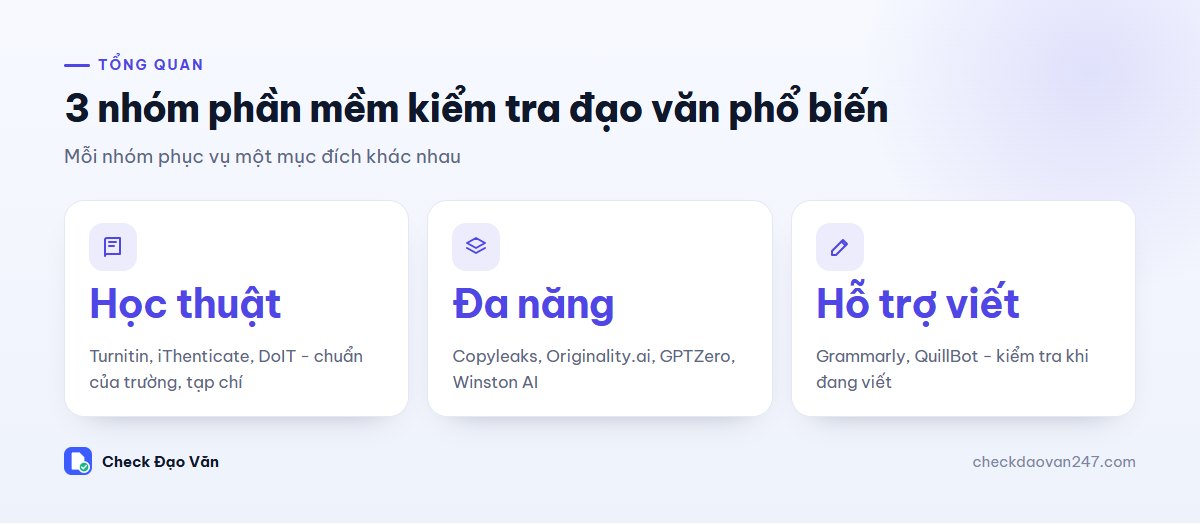 TỔNG QUAN
3 nhóm phần mềm kiểm tra đạo văn phổ biến
Mỗi nhóm phục vụ một mục đích khác nhau
Học thuật
Turnitin, iThenticate, DoIT - chuẩn
của trường, tạp chí
Đa năng
Copyleaks, Originality.ai, GPTZero,
Winston AI
Hỗ trợ viết
Grammarly, QuillBot - kiểm tra khi
đang viết
Check Đạo Văn
checkdaovan247.com